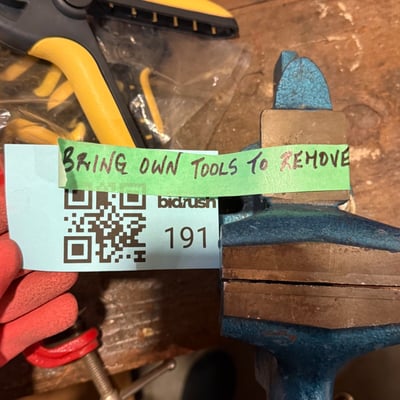 BRING OWN TOOLS TO REMOVE
bidrush
191